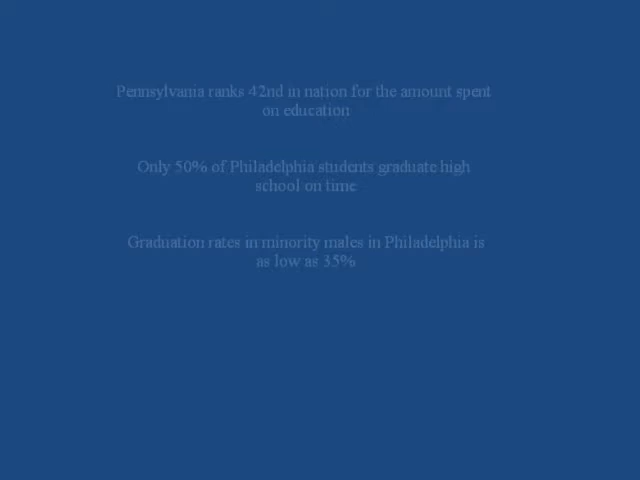 Pennsylvania ranks 42nd in nation for the amount spent
on education
Only 50% of Philadelphia students graduate high
school on time
Graduation rates in minority males in Philadelphia is
as low as 35%